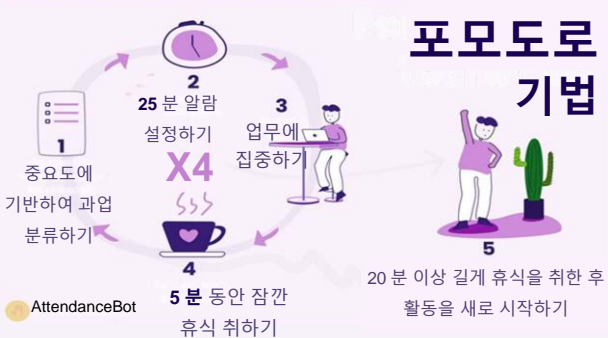 포모도로
기법
1
중요도에
기반하여 과업
분류하기
2
25 분 알람
설정하기
X4
3
업무에
집중하기
4
5 분 동안 잠깐
휴식 취하기
5
20 분 이상 길게 휴식을 취한 후
활동을 새로 시작하기
AttendanceBot